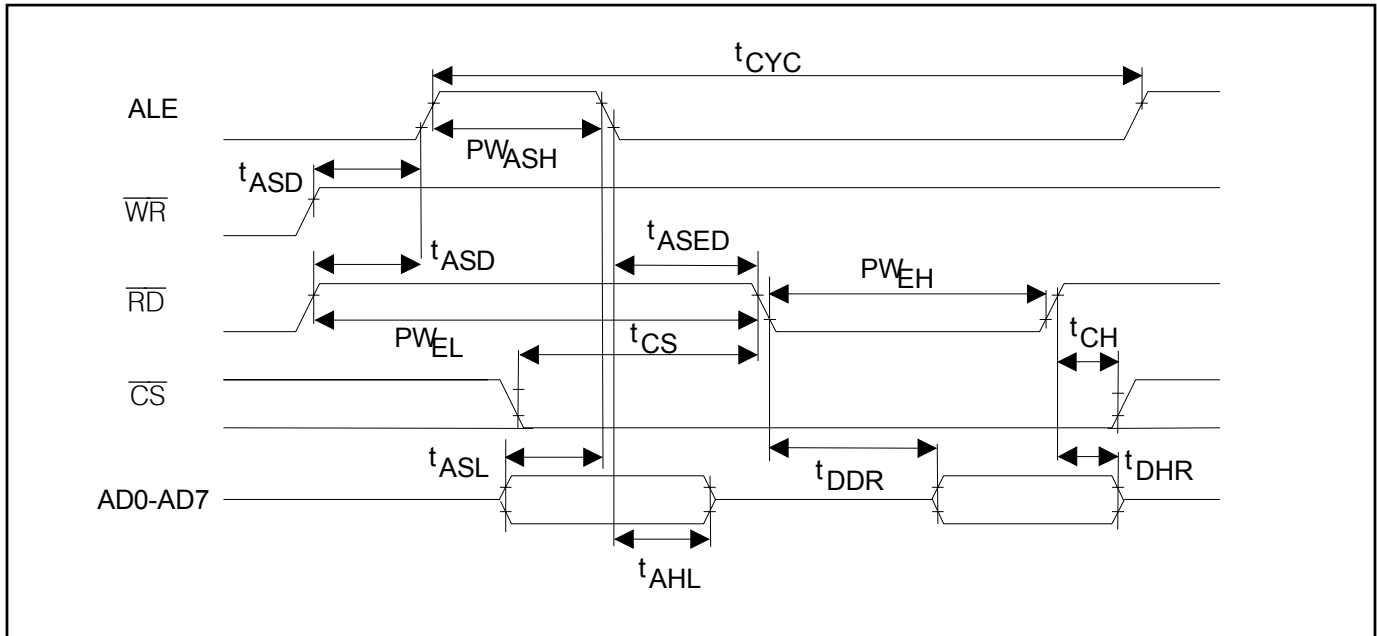 tCYC
ALE
PWASH
tASD
WR
tASED
tASD
PWEH
RD
PWEL
tCS
tCH
CS
tASL
tDDR
tDHR
AD0-AD7
tAHL